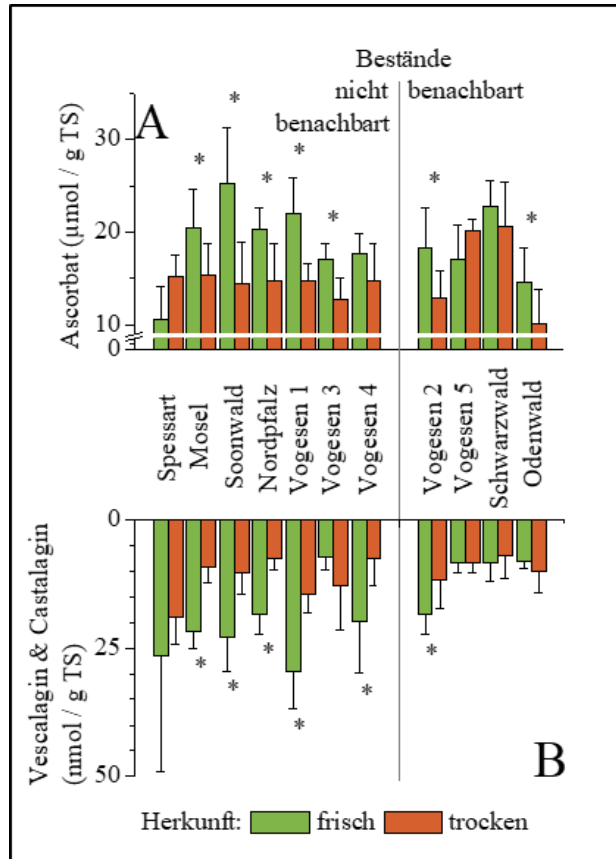 Bestände
nicht benachbart
benachbart
A
Ascorbat (µmol / g TS)
30
20
10
0
* * * * * * * *
Spessart
Mosel
Soonwald
Nordpfalz
Vogesen 1
Vogesen 3
Vogesen 4
Vogesen 2
Vogesen 5
Schwarzwald
Odenwald
Vescalagin & Castalagin
(nmol / g TS)
0
25
50
* * * * * *
B
Herkunft: frisch trocken